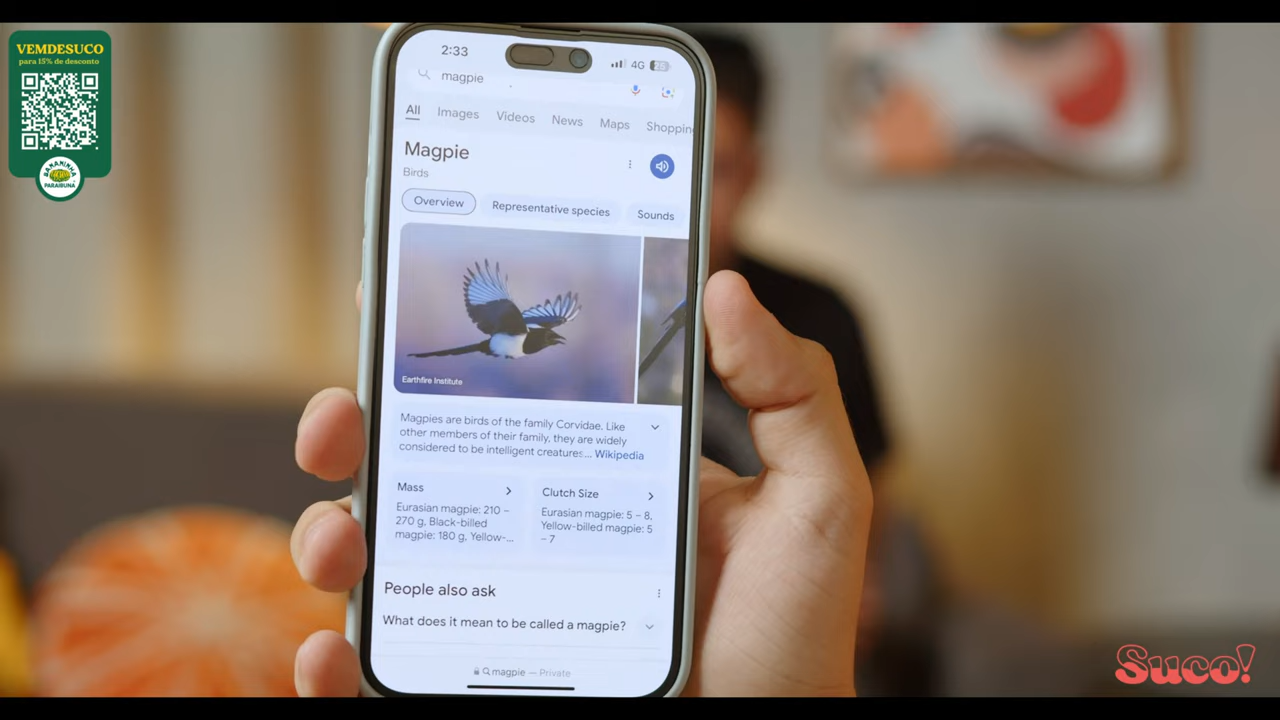 VEMDESUCO
para 15% de desconto
BANANINHA
PARAIBUNA
2:33
4G
25
magpie
All Images Videos News Maps Shopping
Magpie
Birds
Overview Representative species Sounds
Earthfire Institute
Magpies are birds of the family Corvidae. Like
other members of their family, they are widely
considered to be intelligent creatures... Wikipedia
Mass
Eurasian magpie: 210 –
270 g, Black-billed
magpie: 180 g, Yellow-...
Clutch Size
Eurasian magpie: 5 – 8,
Yellow-billed magpie: 5
– 7
People also ask
What does it mean to be called a magpie?
magpie — Private
Suco!